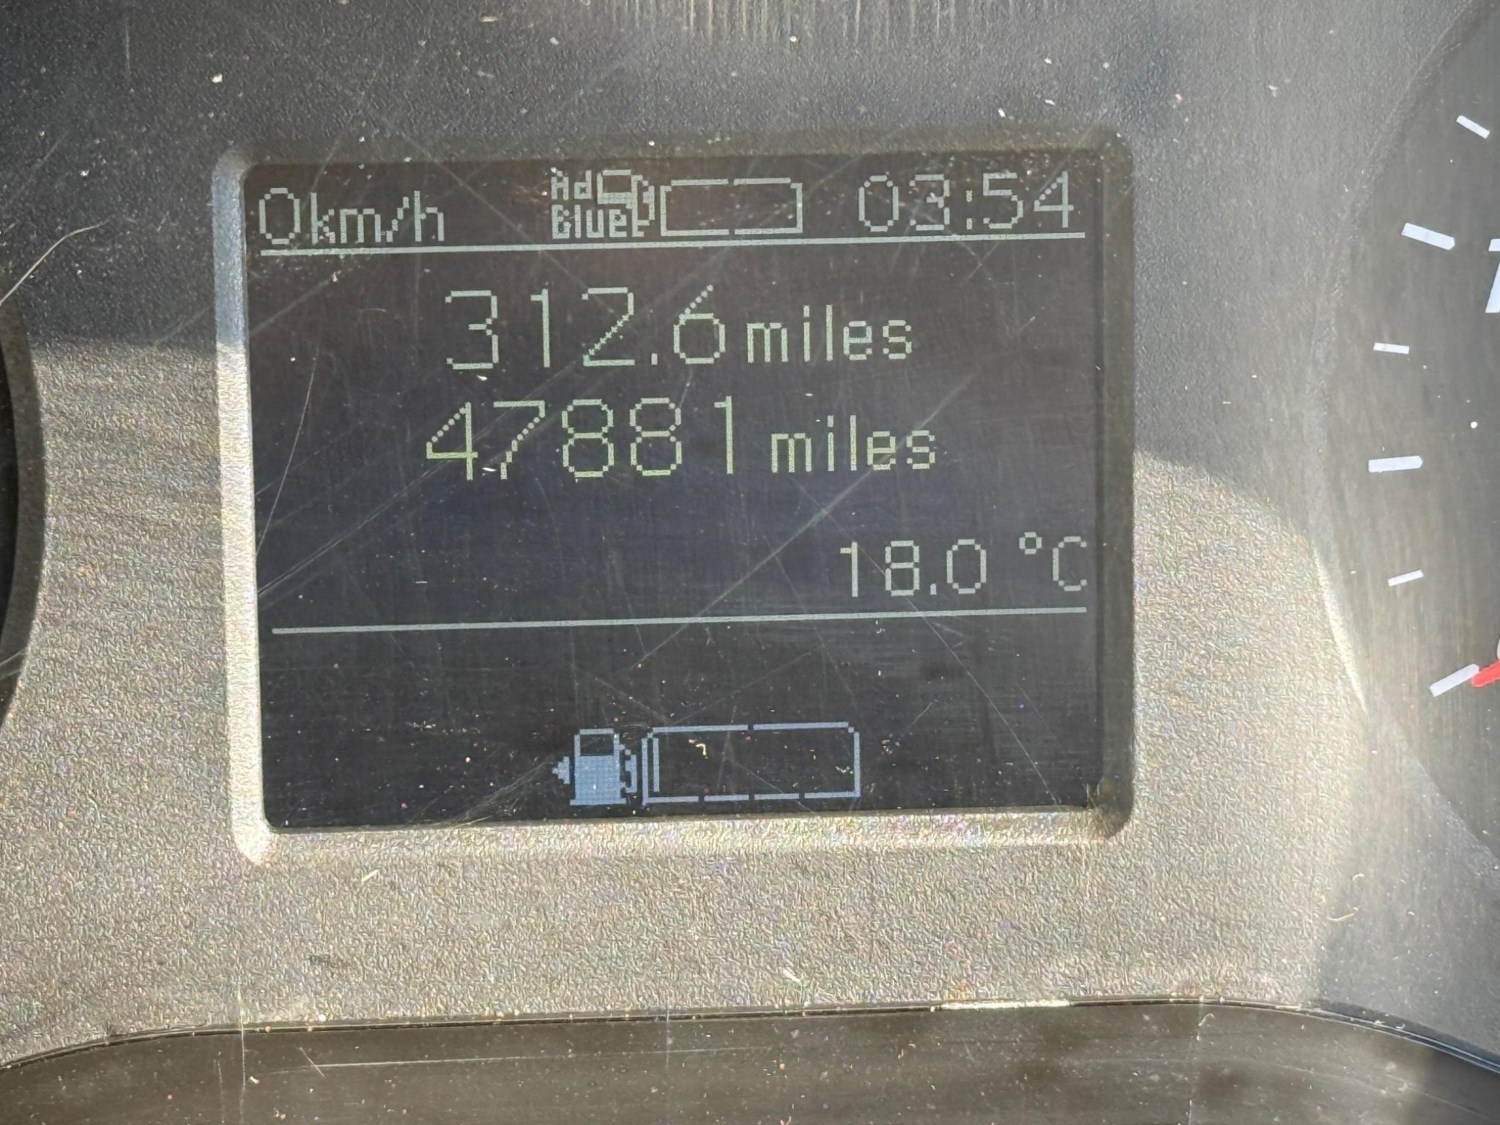 0km/h Ad Blue 03:54
312.6 miles
47881 miles
18.0 °C